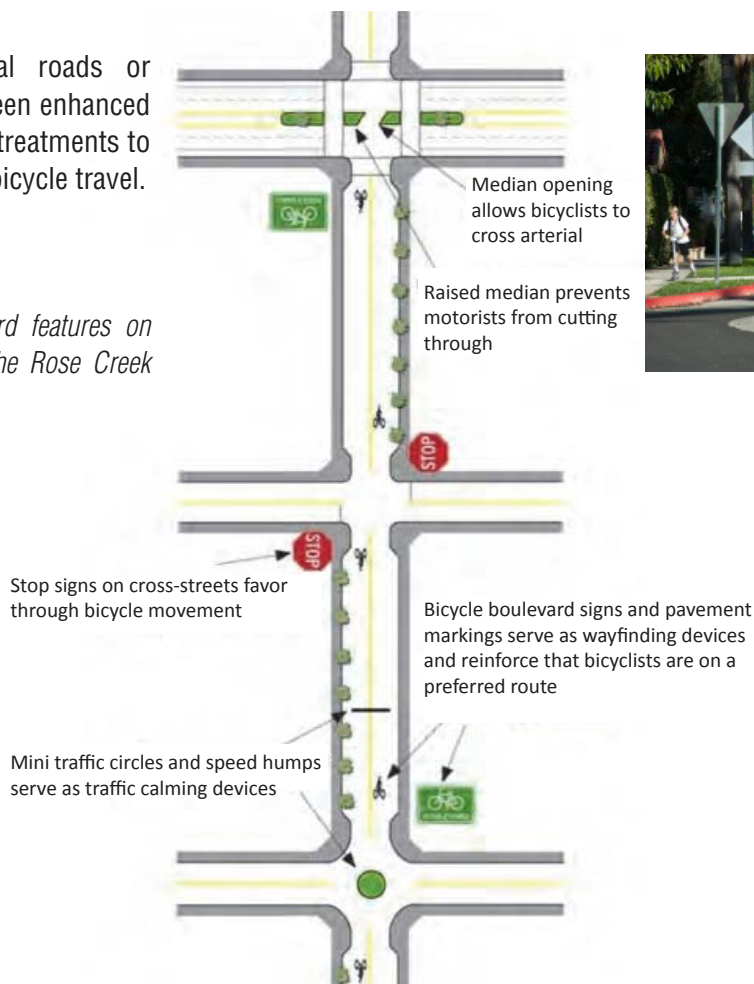 al roads or
een enhanced
treatments to
bicycle travel.
rd features on
he Rose Creek
Median opening
allows bicyclists to
cross arterial
Raised median prevents
motorists from cutting
through
STOP
STOP
Stop signs on cross-streets favor
through bicycle movement
Bicycle boulevard signs and pavement
markings serve as wayfinding devices
and reinforce that bicyclists are on a
preferred route
Mini traffic circles and speed humps
serve as traffic calming devices